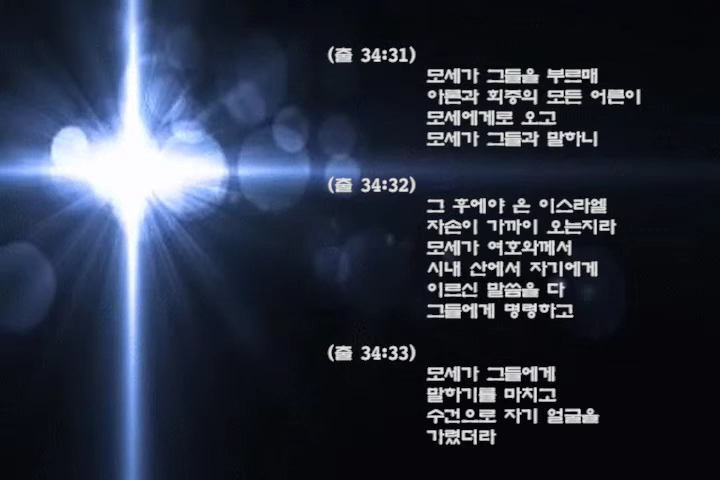 (출 34:31)
모세가 그들을 부르매
아론과 회중의 모든 어른이
모세에게로 오고
모세가 그들과 말하니
(출 34:32)
그 후에야 온 이스라엘
자손이 가까이 오는지라
모세가 여호와께서
시내 산에서 자기에게
이르신 말씀을 다
그들에게 명령하고
(출 34:33)
모세가 그들에게
말하기를 마치고
수건으로 자기 얼굴을
가렸더라